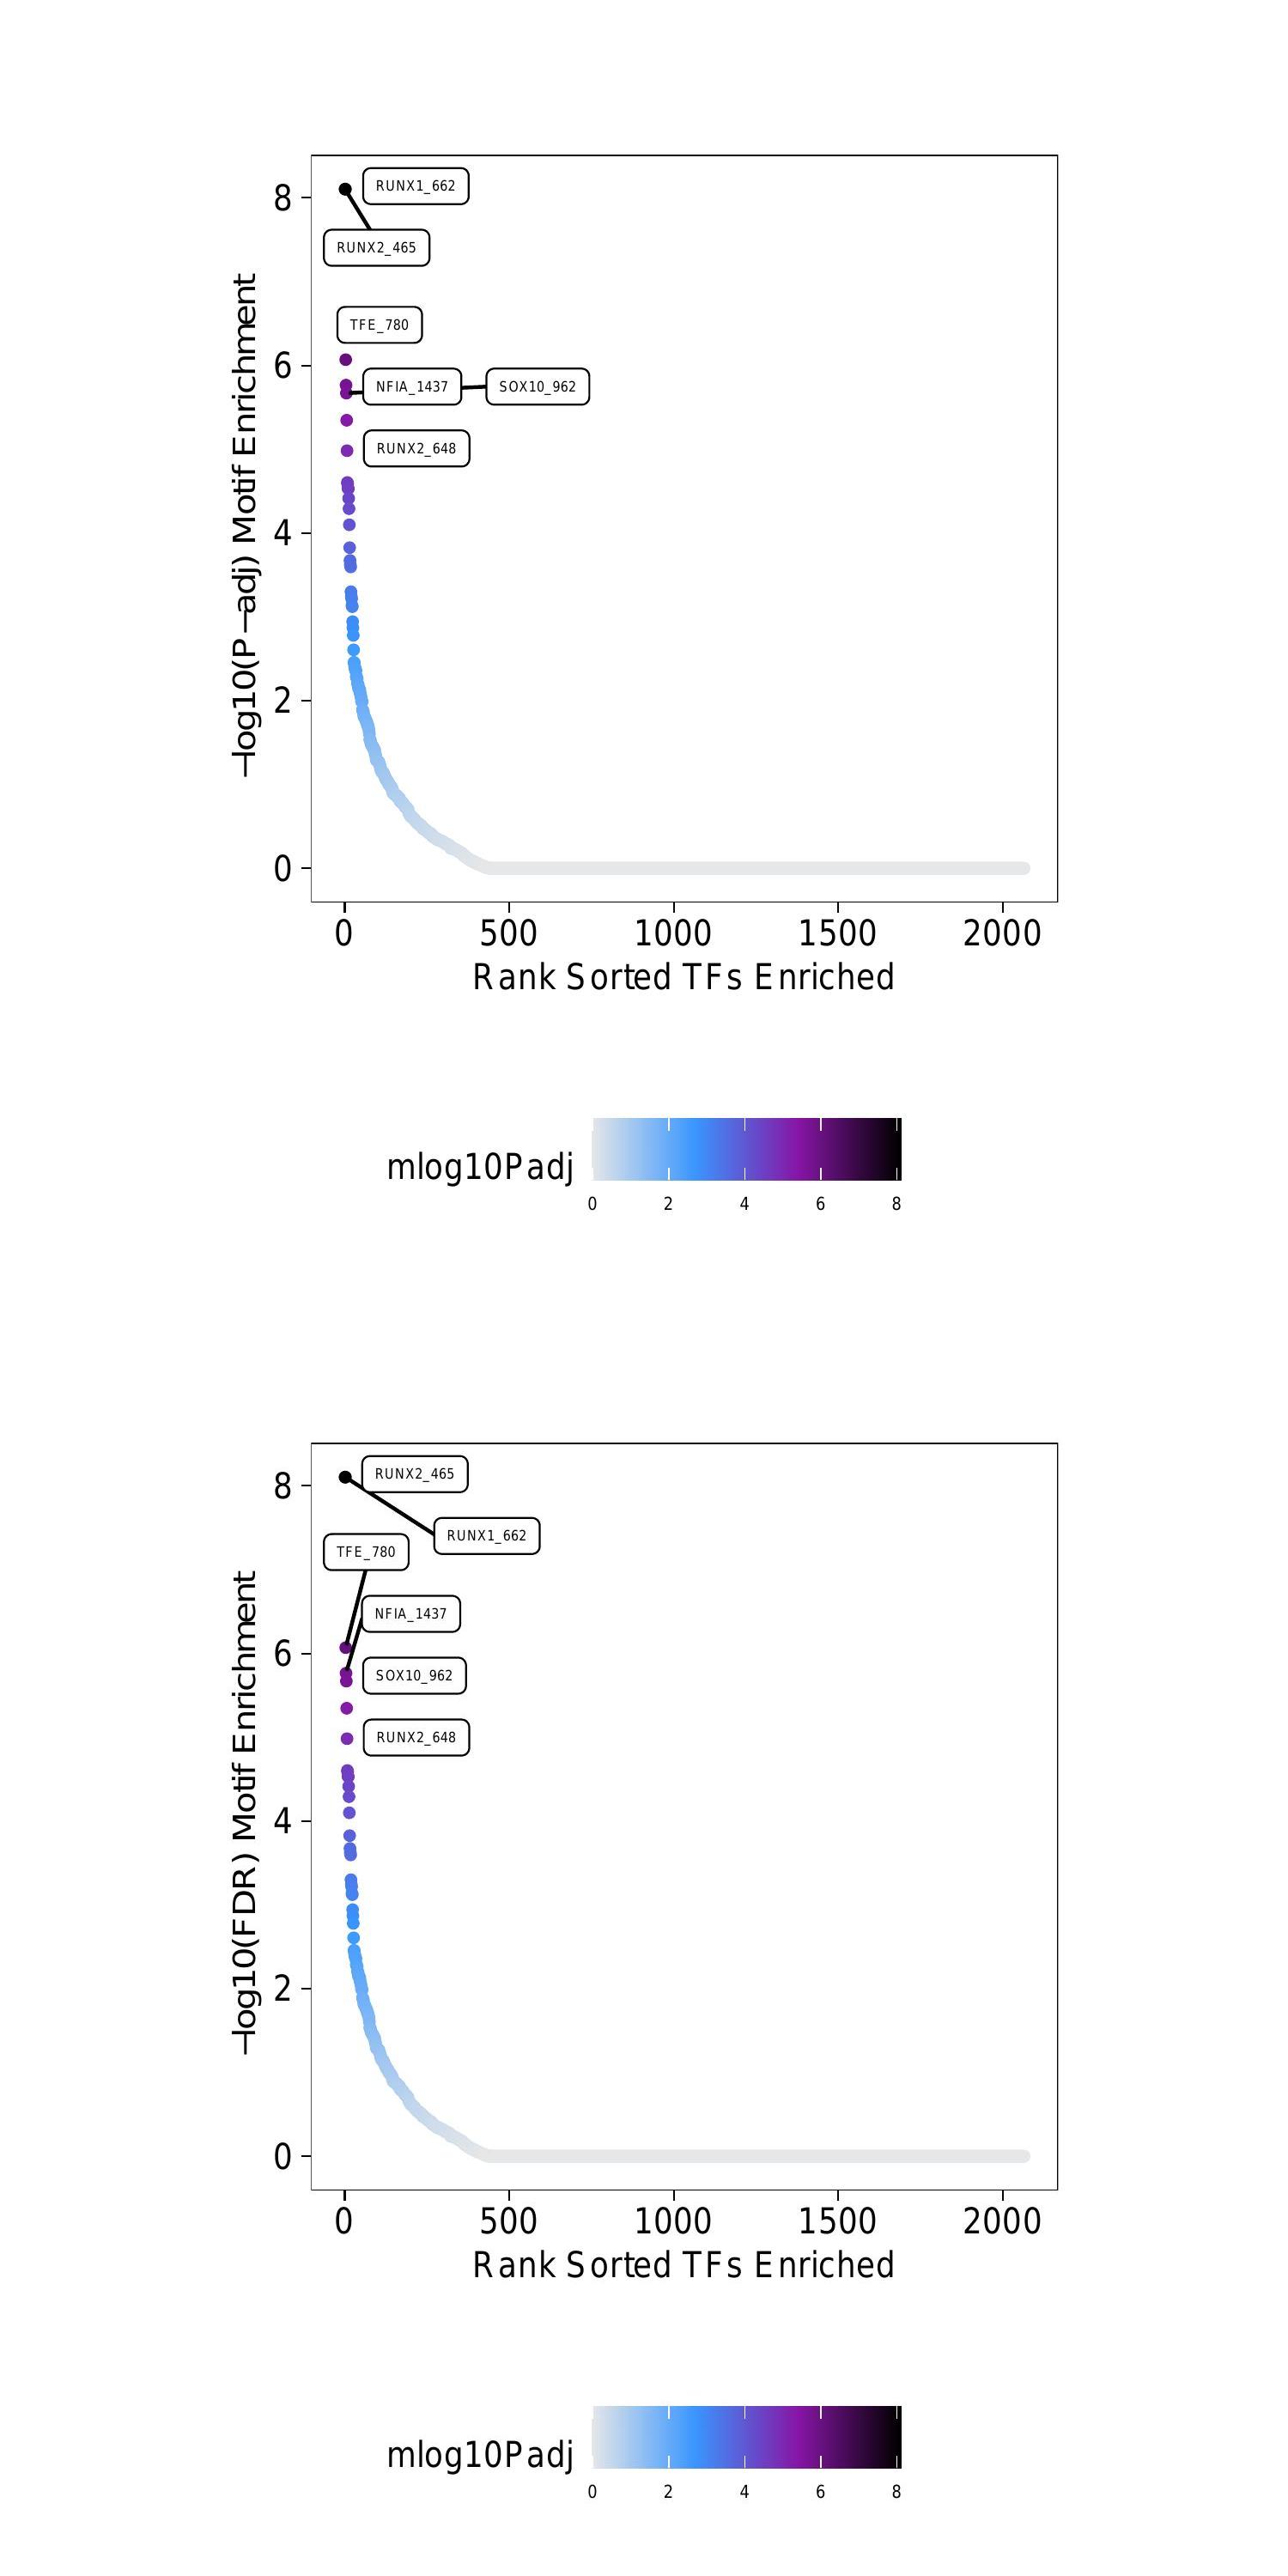 8
RUNX1_662
RUNX2_465
TFE_780
6
NFIA_1437
SOX10_962
RUNX2_648
−log10(P−adj) Motif Enrichment
4
2
0
0 500 1000 1500 2000
Rank Sorted TFs Enriched
mlog10Padj
0 2 4 6 8
8
RUNX2_465
RUNX1_662
TFE_780
NFIA_1437
6
SOX10_962
RUNX2_648
−log10(FDR) Motif Enrichment
4
2
0
0 500 1000 1500 2000
Rank Sorted TFs Enriched
mlog10Padj
0 2 4 6 8